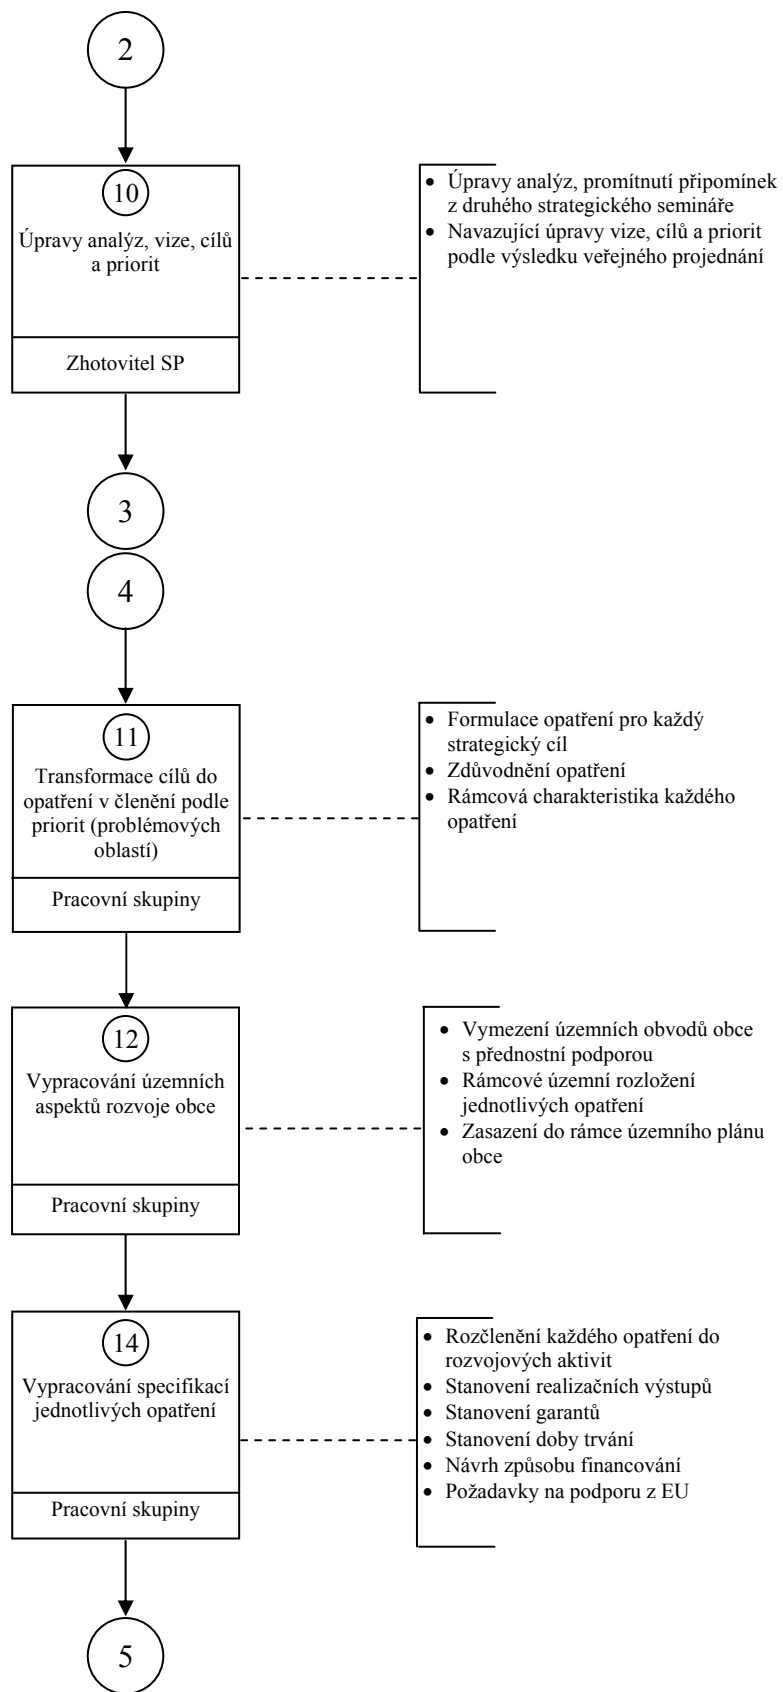 2
10
Úpravy analýz, vize, cílů
a priorit
Zhotovitel SP
• Úpravy analýz, promítnutí připomínek
z druhého strategického semináře
• Navazující úpravy vize, cílů a priorit
podle výsledku veřejného projednání
3
4
11
Transformace cílů do
opatření v členění podle
priorit (problémových
oblastí)
Pracovní skupiny
• Formulace opatření pro každý
strategický cíl
• Zdůvodnění opatření
• Rámcová charakteristika každého
opatření
12
Vypracování územních
aspektů rozvoje obce
Pracovní skupiny
• Vymezení územních obvodů obce
s přednostní podporou
• Rámcové územní rozložení
jednotlivých opatření
• Zasazení do rámce územního plánu
obce
14
Vypracování specifikací
jednotlivých opatření
Pracovní skupiny
• Rozčlenění každého opatření do
rozvojových aktivit
• Stanovení realizačních výstupů
• Stanovení garantů
• Stanovení doby trvání
• Návrh způsobu financování
• Požadavky na podporu z EU
5